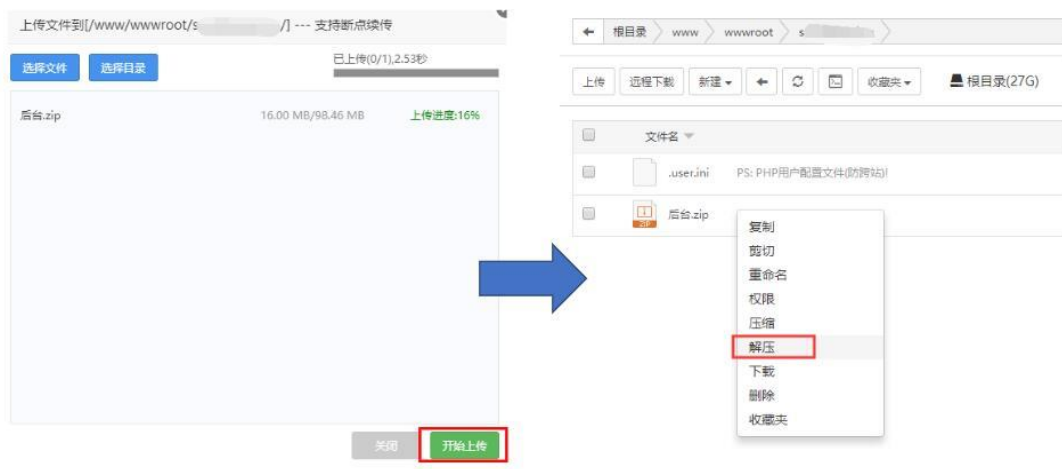 上传文件到[/www/wwwroot/s /] --- 支持断点续传
选择文件 选择目录
已上传(0/1),2.53秒
后台.zip 16.00 MB/98.46 MB 上传进度:16%
关闭 开始上传
根目录 www wwwroot s
上传 远程下载 新建 收藏夹 根目录(27G)
文件名
.user.ini PS: PHP用户配置文件(防跨站)!
ZIP
后台.zip
复制
剪切
重命名
权限
压缩
解压
下载
删除
收藏夹